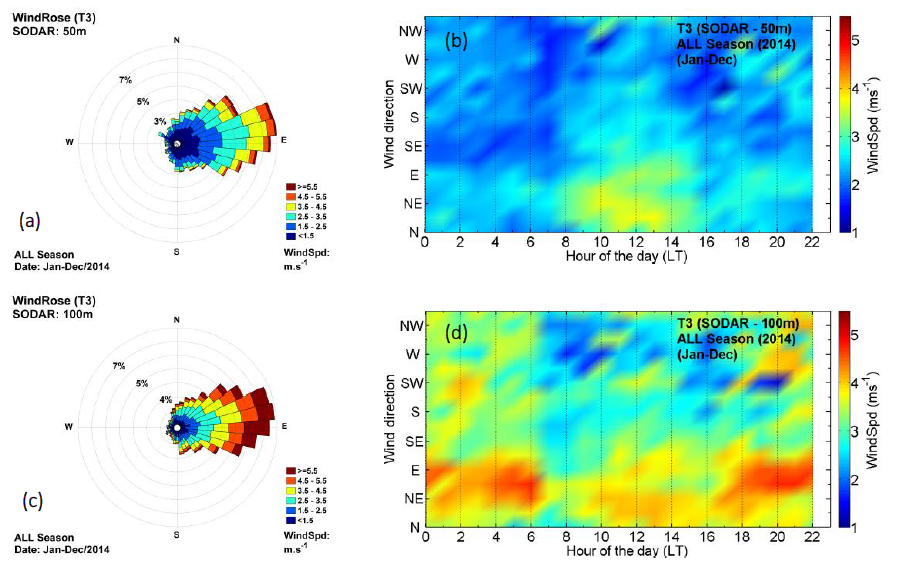 WindRose (T3)
SODAR: 50m
(a)
N
7%
5%
3%
W
E
S
>=5.5
4.5 - 5.5
3.5 - 4.5
2.5 - 3.5
1.5 - 2.5
<1.5
WindSpd:
m.s-1
ALL Season
Date: Jan-Dec/2014
(b)
T3 (SODAR - 50m)
ALL Season (2014)
(Jan-Dec)
Wind direction
NW
W
SW
S
SE
E
NE
N
0 2 4 6 8 10 12 14 16 18 20 22
Hour of the day (LT)
5
4
3
2
1
WindSpd (ms-1)
WindRose (T3)
SODAR: 100m
(c)
N
7%
5%
4%
W
E
S
>=5.5
4.5 - 5.5
3.5 - 4.5
2.5 - 3.5
1.5 - 2.5
<1.5
WindSpd:
m.s-1
ALL Season
Date: Jan-Dec/2014
(d)
T3 (SODAR - 100m)
ALL Season (2014)
(Jan-Dec)
Wind direction
NW
W
SW
S
SE
E
NE
N
0 2 4 6 8 10 12 14 16 18 20 22
Hour of the day (LT)
5
4
3
2
1
WindSpd (ms-1)